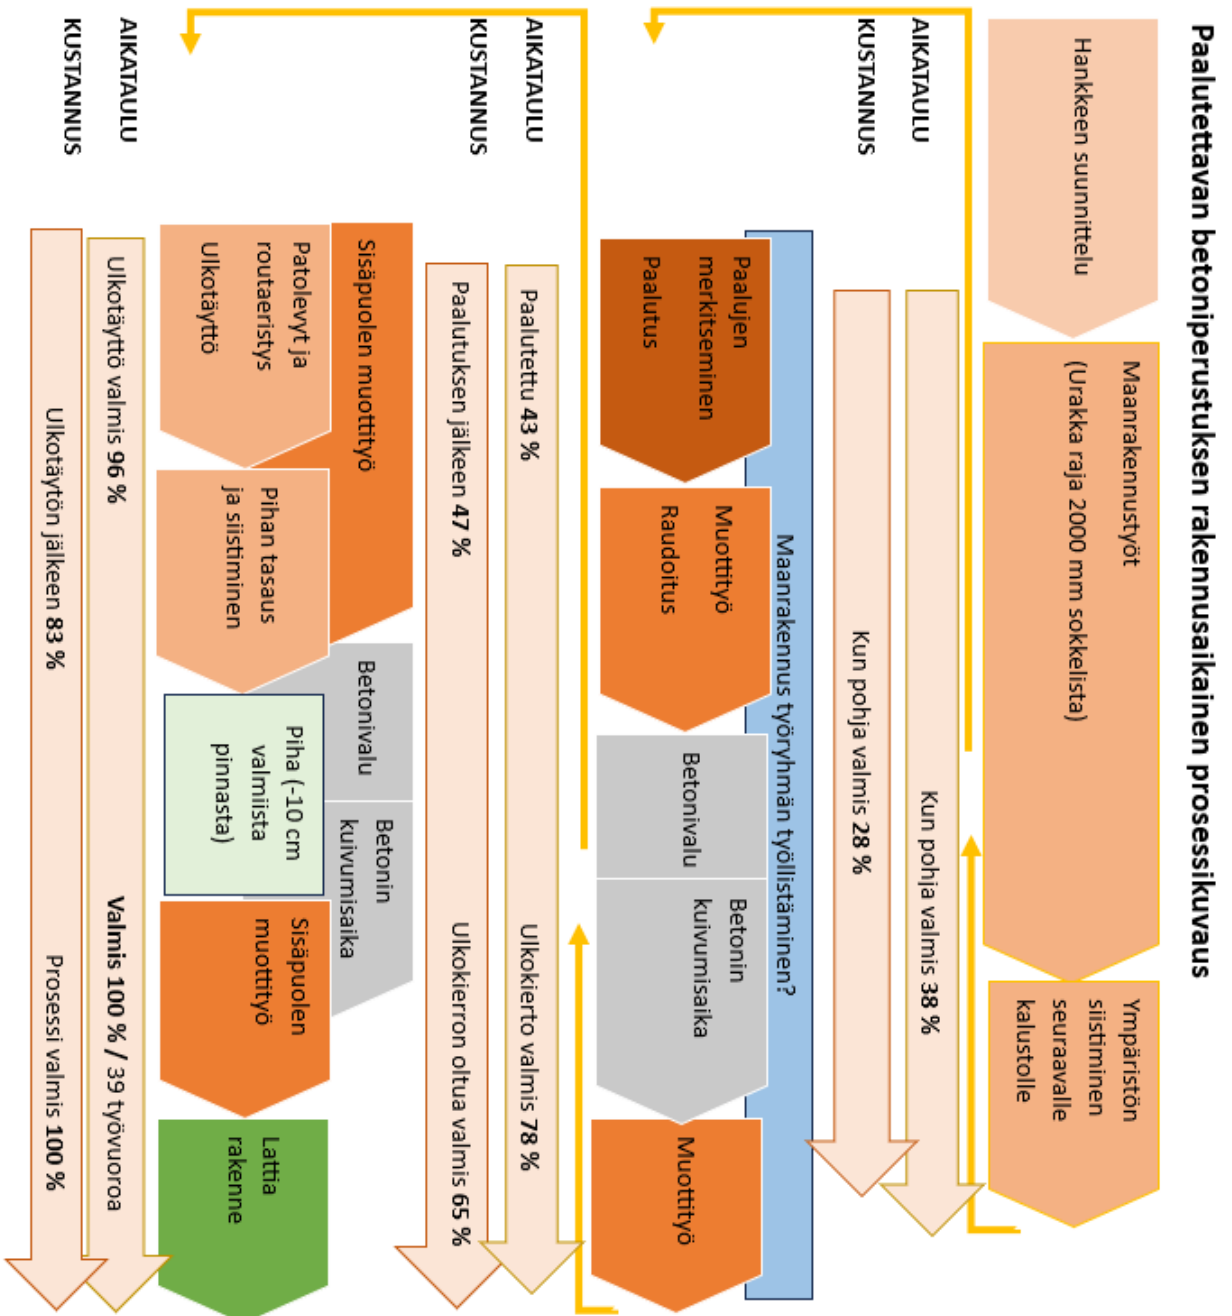 Paalutettavan betoniperustuksen rakennusaikainen prosessikuvaus
Hankkeen suunnittelu
Maanrakennustyöt
(Urakka raja 2000 mm sokkelista)
Ympäristön
siistiminen
seuraavalle
kalustolle
AIKATAULU
Kun pohja valmis 38 %
KUSTANNUS
Kun pohja valmis 28 %
Maanrakennus työryhmän työllistäminen?
Paalujen
merkitseminen
Paalutus
Muottityö
Raudoitus
Betonivalu
Betonin
kuivumisaika
Muottityö
AIKATAULU
Paalutettu 43 %
Ulkokierto valmis 78 %
KUSTANNUS
Paalutuksen jälkeen 47 %
Ulkokierron oltua valmis 65 %
Sisäpuolen muottityö
Betonivalu
Betonin
kuivumisaika
Patolevyt ja
routaeristys
Ulkotäyttö
Pihan tasaus
ja siistiminen
Piha (-10 cm
valmiista
pinnasta)
Sisäpuolen
muottityö
Lattia
rakenne
AIKATAULU
Ulkotäyttö valmis 96 %
Valmis 100 % / 39 työvuoroa
KUSTANNUS
Ulkotäytön jälkeen 83 %
Prosessi valmis 100 %